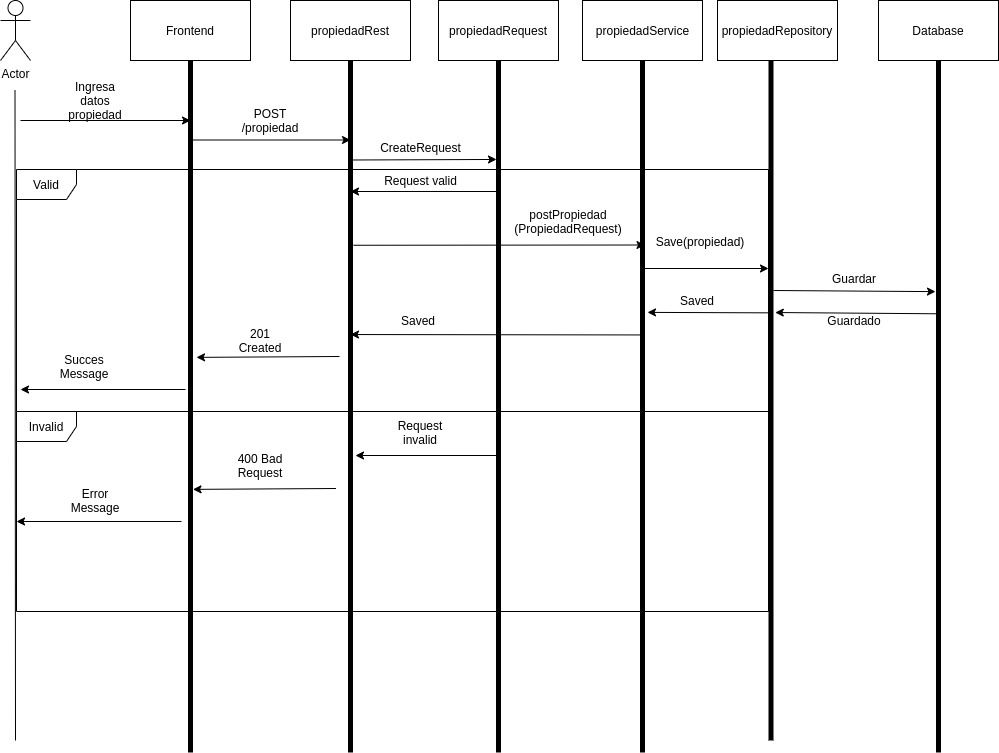 Frontend
propiedadRest
propiedadRequest
propiedadService
propiedadRepository
Database
Actor
Ingresa
datos
propiedad
POST
/propiedad
CreateRequest
Valid
Request valid
postPropiedad
(PropiedadRequest)
Save(propiedad)
Guardar
Saved
Guardado
Saved
201
Created
Succes
Message
Invalid
Request
invalid
400 Bad
Request
Error
Message